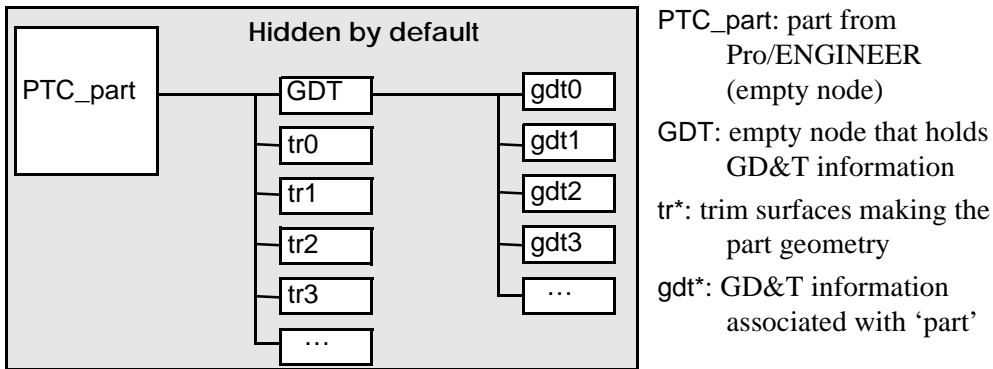 Hidden by default
PTC_part
GDT
tr0
tr1
tr2
tr3
...
gdt0
gdt1
gdt2
gdt3
...
PTC_part: part from
Pro/ENGINEER
(empty node)
GDT: empty node that holds
GD&T information
tr*: trim surfaces making the
part geometry
gdt*: GD&T information
associated with ‘part’